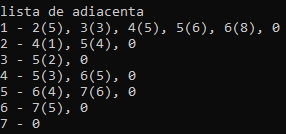 lista de adiacenta
1 - 2(5), 3(3), 4(5), 5(6), 6(8), 0
2 - 4(1), 5(4), 0
3 - 5(2), 0
4 - 5(3), 6(5), 0
5 - 6(4), 7(6), 0
6 - 7(5), 0
7 - 0